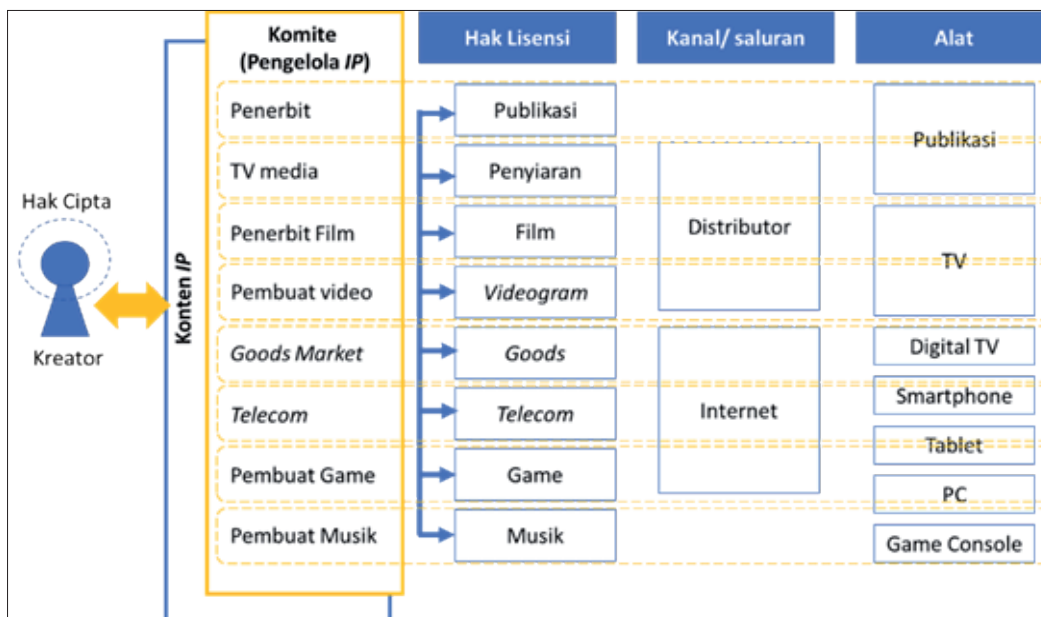 Komite
(Pengelola IP)
Hak Lisensi
Kanal/ saluran
Alat
Hak Cipta
Kreator
Konten IP
Penerbit
TV media
Penerbit Film
Pembuat video
Goods Market
Telecom
Pembuat Game
Pembuat Musik
Publikasi
Penyiaran
Film
Videogram
Goods
Telecom
Game
Musik
Distributor
Internet
Publikasi
TV
Digital TV
Smartphone
Tablet
PC
Game Console